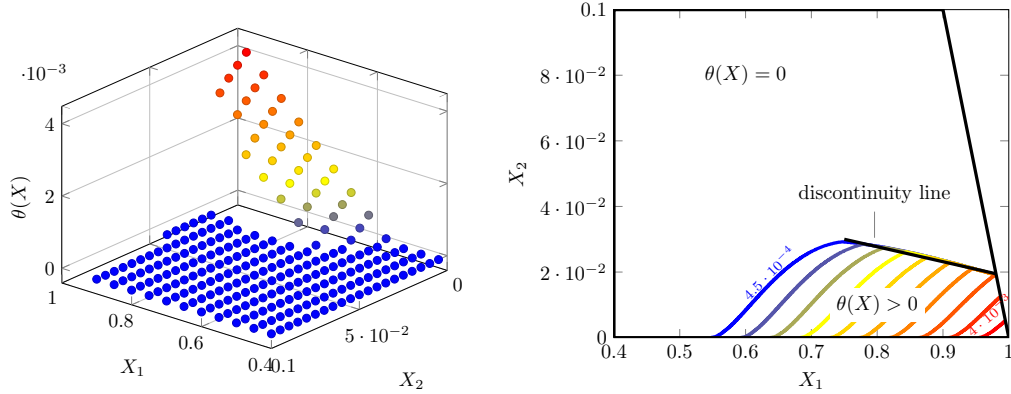 ·10⁻³
4
2
0
θ(X)
1
0.8
0.6
0.4
X₁
0.1
5 · 10⁻²
0
X₂
0.1
8 · 10⁻²
6 · 10⁻²
4 · 10⁻²
2 · 10⁻²
0
X₂
θ(X) = 0
discontinuity line
4.5 · 10⁻⁴
θ(X) > 0
0.4
0.5
0.6
0.7
0.8
0.9
1
X₁